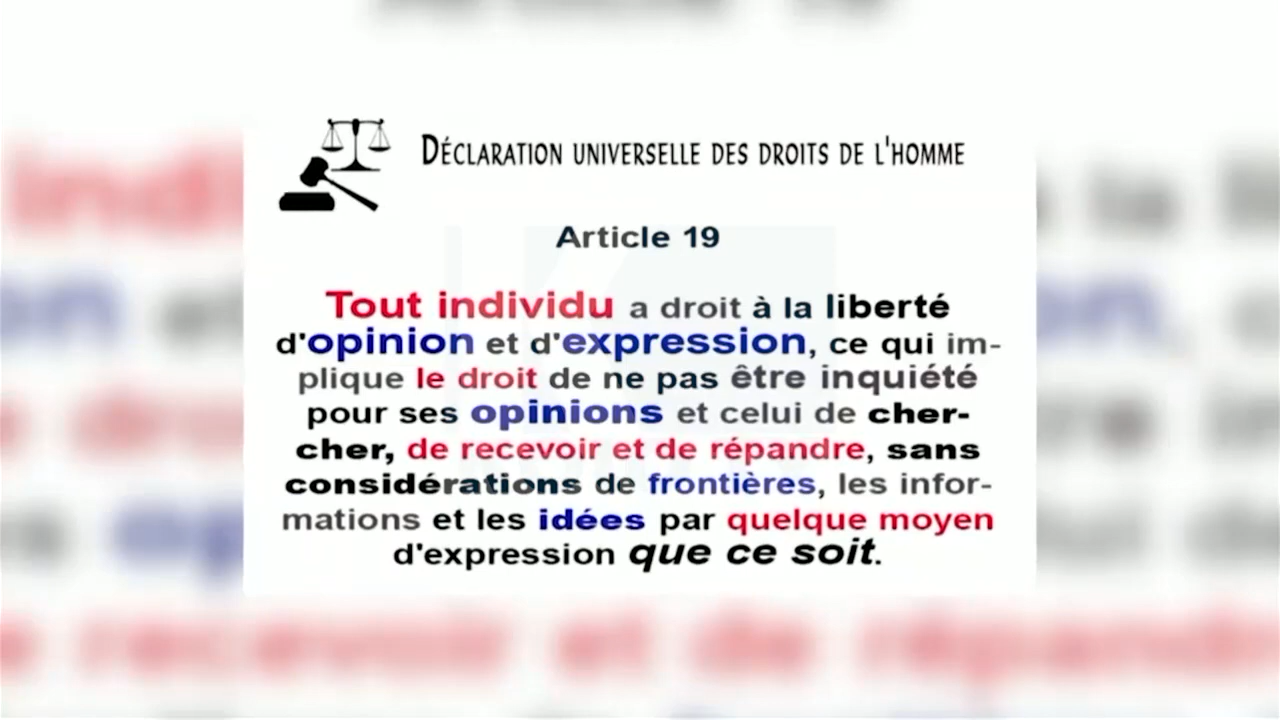 DÉCLARATION UNIVERSELLE DES DROITS DE L'HOMME
Article 19
Tout individu a droit à la liberté
d'opinion et d'expression, ce qui im-
plique le droit de ne pas être inquiété
pour ses opinions et celui de cher-
cher, de recevoir et de répandre, sans
considérations de frontières, les infor-
mations et les idées par quelque moyen
d'expression que ce soit.